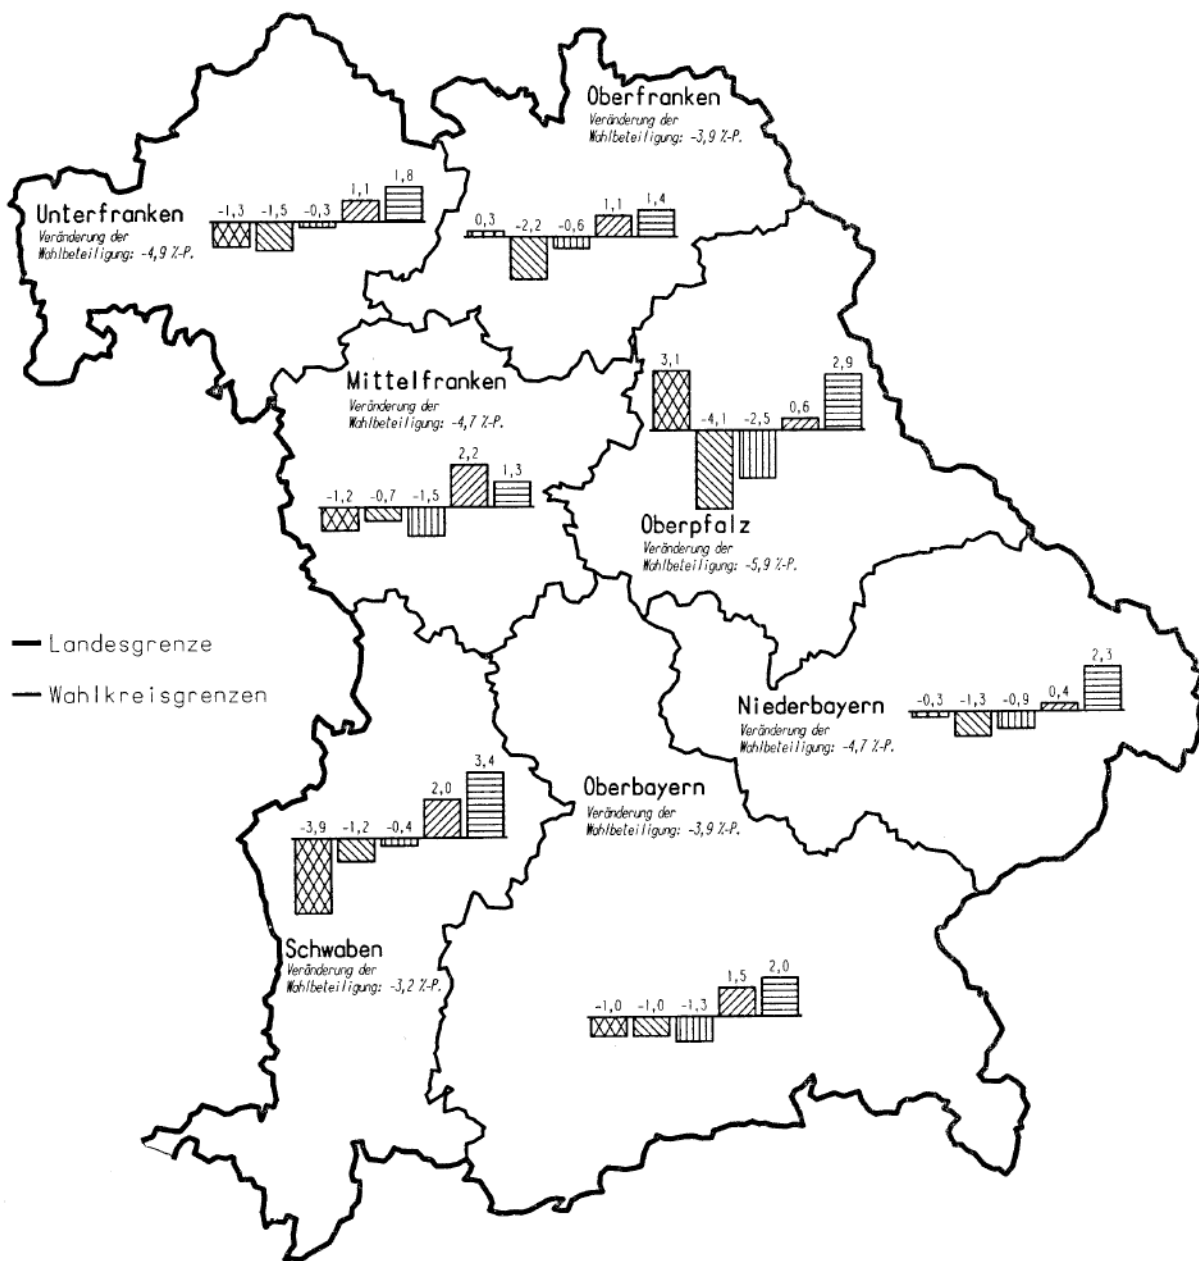 Oberfranken
Veränderung der
Wahlbeteiligung: -3,9 %-P.
0,3 -2,2 -0,6 1,1 1,4
Unterfranken
Veränderung der
Wahlbeteiligung: -4,9 %-P.
-1,3 -1,5 -0,3 1,1 1,8
Mittelfranken
Veränderung der
Wahlbeteiligung: -4,7 %-P.
-1,2 -0,7 -1,5 2,2 1,3
3,1 -4,1 -2,5 0,6 2,9
Oberpfalz
Veränderung der
Wahlbeteiligung: -5,9 %-P.
Landesgrenze
Wahlkreisgrenzen
Niederbayern
Veränderung der
Wahlbeteiligung: -4,7 %-P.
-0,3 -1,3 -0,9 0,4 2,3
Oberbayern
Veränderung der
Wahlbeteiligung: -3,9 %-P.
-3,9 -1,2 -0,4 2,0 3,4
Schwaben
Veränderung der
Wahlbeteiligung: -3,2 %-P.
-1,0 -1,0 -1,3 1,5 2,0